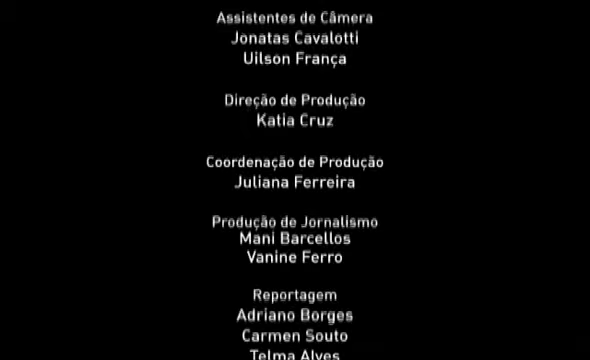 Assistentes de Câmera
Jonatas Cavalotti
Uilson França
Direção de Produção
Katia Cruz
Coordenação de Produção
Juliana Ferreira
Produção de Jornalismo
Mani Barcellos
Vanine Ferro
Reportagem
Adriano Borges
Carmen Souto
Telma Alves